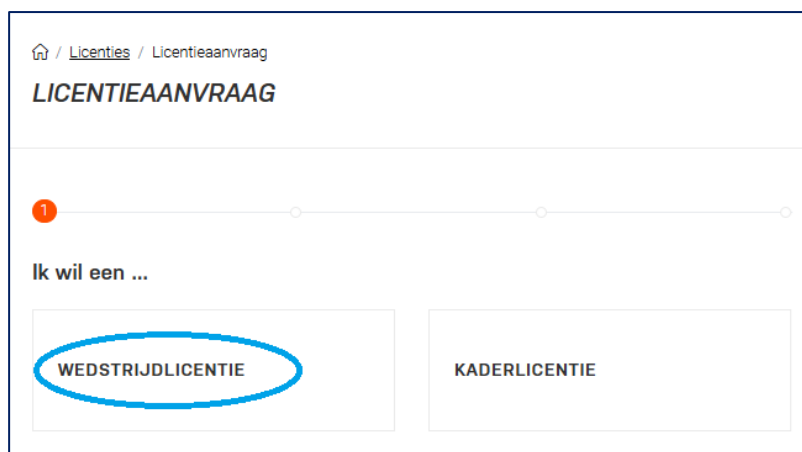 / Licenties / Licentieaanvraag
LICENTIEAANVRAAG
1
Ik wil een ...
WEDSTRIJDLICENTIE
KADERLICENTIE